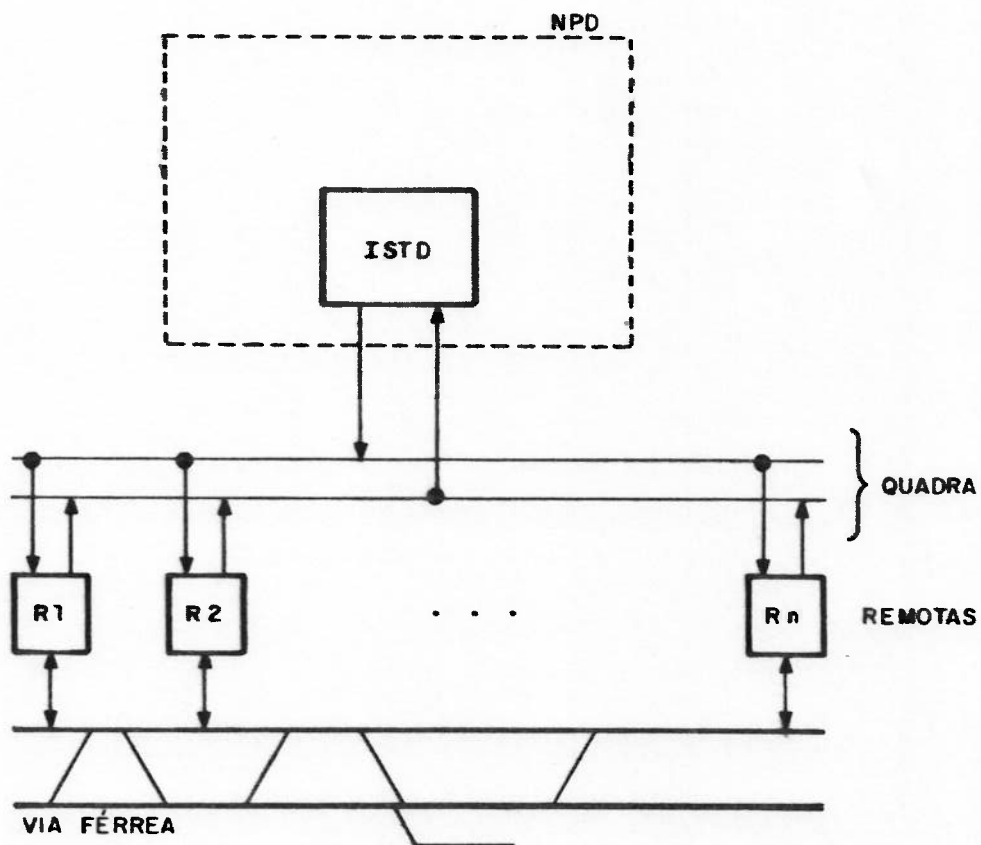 NPD
ISTD
QUADRA
R1
R2
. . .
Rn
REMOTAS
VIA FÉRREA